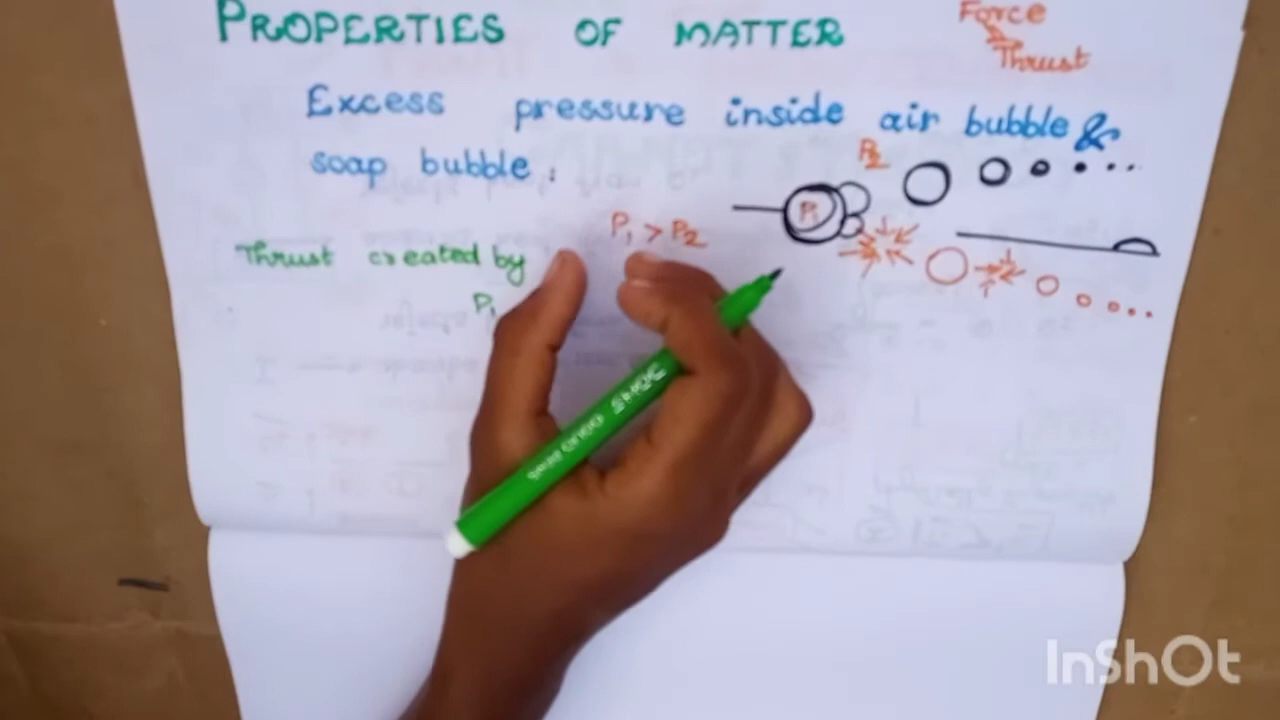 PROPERTIES OF MATTER
Force
Thrust
Excess pressure inside air bubble &
soap bubble.
P2
P1
P1 > P2
Thrust created by
P1
InShOt